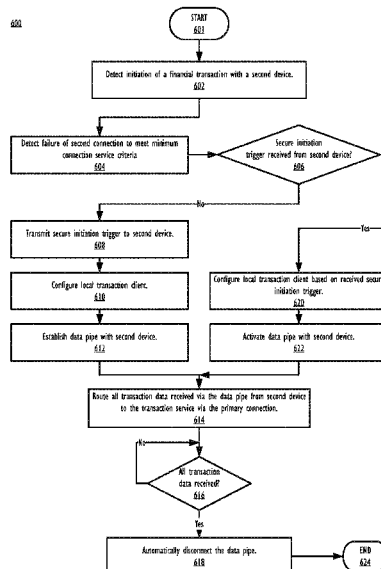 600
START
601
Detect initiation of a financial transaction with a second device.
602
Detect failure of second connection to meet minimum
connection service criteria
604
Secure initiation
trigger received from second device?
606
No
Yes
Transmit secure initiation trigger to second device.
608
Configure local transaction client.
610
Configure local transaction client based on received secure
initiation trigger.
620
Establish data pipe with second device.
612
Activate data pipe with second device.
622
Route all transaction data received via the data pipe from second device
to the transaction service via the primary connection.
614
No
All transaction
data received?
616
Yes
Automatically disconnect the data pipe.
618
END
624